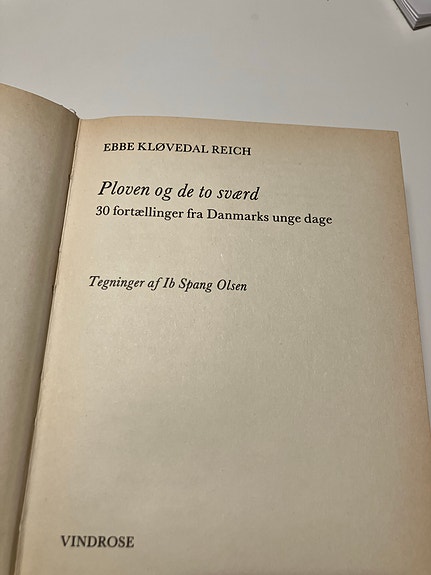 EBBE KLØVEDAL REICH
Ploven og de to sværd
30 fortællinger fra Danmarks unge dage
Tegninger af Ib Spang Olsen
VINDROSE